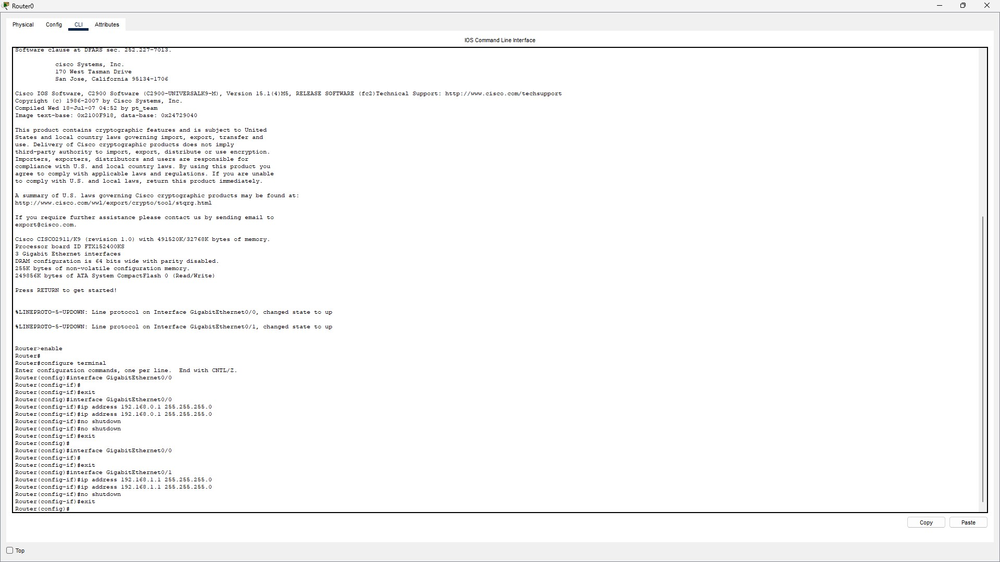 Router0
Physical Config CLI Attributes
IOS Command Line Interface
Software clause at DFARS sec. 252.227-7013.
cisco Systems, Inc.
170 West Tasman Drive
San Jose, California 95134-1706
Cisco IOS Software, C2900 Software (C2900-UNIVERSALK9-M), Version 15.1(4)M5, RELEASE SOFTWARE (fc2)Technical Support: http://www.cisco.com/techsupport
Copyright (c) 1986-2007 by Cisco Systems, Inc.
Compiled Wed 18-Jul-07 04:52 by pt_team
Image text-base: 0x2100F918, data-base: 0x24729040
This product contains cryptographic features and is subject to United
States and local country laws governing import, export, transfer and
use. Delivery of Cisco cryptographic products does not imply
third-party authority to import, export, distribute or use encryption.
Importers, exporters, distributors and users are responsible for
compliance with U.S. and local country laws. By using this product you
agree to comply with applicable laws and regulations. If you are unable
to comply with U.S. and local laws, return this product immediately.
A summary of U.S. laws governing Cisco cryptographic products may be found at:
http://www.cisco.com/wwl/export/crypto/tool/stqrg.html
If you require further assistance please contact us by sending email to
export@cisco.com.
Cisco CISCO2911/K9 (revision 1.0) with 491520K/32768K bytes of memory.
Processor board ID FTX152400KS
3 Gigabit Ethernet interfaces
DRAM configuration is 64 bits wide with parity disabled.
255K bytes of non-volatile configuration memory.
249856K bytes of ATA System CompactFlash 0 (Read/Write)
Press RETURN to get started!
%LINEPROTO-5-UPDOWN: Line protocol on Interface GigabitEthernet0/0, changed state to up
%LINEPROTO-5-UPDOWN: Line protocol on Interface GigabitEthernet0/1, changed state to up
Router>enable
Router#
Router#configure terminal
Enter configuration commands, one per line.  End with CNTL/Z.
Router(config)#interface GigabitEthernet0/0
Router(config-if)#
Router(config-if)#exit
Router(config)#interface GigabitEthernet0/0
Router(config-if)#ip address 192.168.0.1 255.255.255.0
Router(config-if)#ip address 192.168.0.1 255.255.255.0
Router(config-if)#no shutdown
Router(config-if)#no shutdown
Router(config-if)#exit
Router(config)#
Router(config)#interface GigabitEthernet0/0
Router(config-if)#
Router(config-if)#exit
Router(config)#interface GigabitEthernet0/1
Router(config-if)#ip address 192.168.1.1 255.255.255.0
Router(config-if)#ip address 192.168.1.1 255.255.255.0
Router(config-if)#no shutdown
Router(config-if)#exit
Router(config)#
Copy Paste
Top